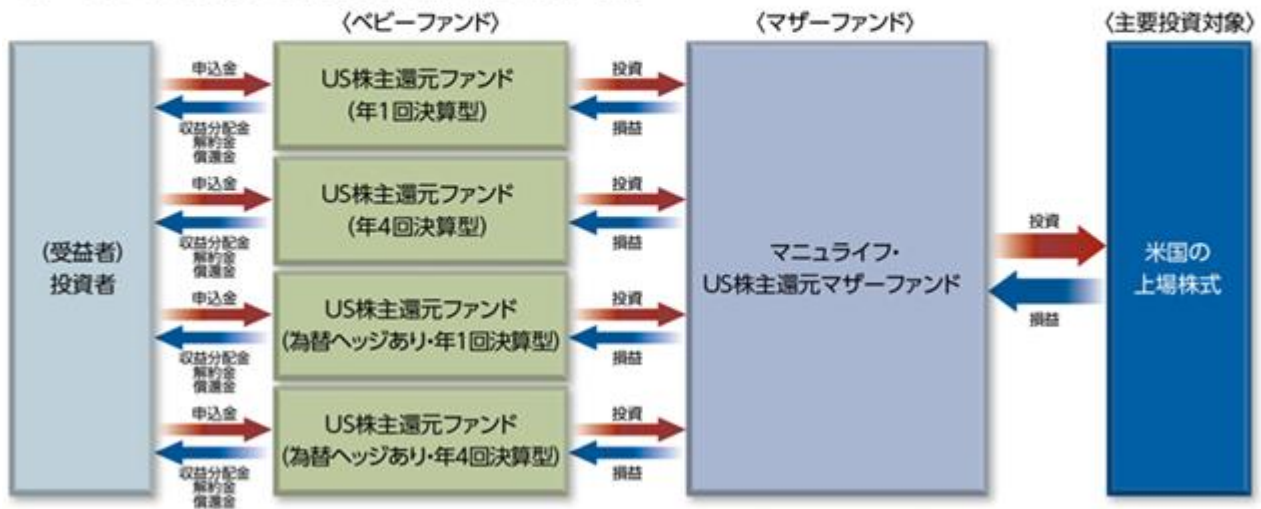 〈ベビーファンド〉
〈マザーファンド〉
〈主要投資対象〉
(受益者)
投資者
申込金
収益分配金
解約金
償還金
US株主還元ファンド
(年1回決算型)
投資
損益
申込金
収益分配金
解約金
償還金
US株主還元ファンド
(年4回決算型)
投資
損益
申込金
収益分配金
解約金
償還金
US株主還元ファンド
(為替ヘッジあり・年1回決算型)
投資
損益
申込金
収益分配金
解約金
償還金
US株主還元ファンド
(為替ヘッジあり・年4回決算型)
投資
損益
マニュライフ・
US株主還元マザーファンド
投資
損益
米国の
上場株式